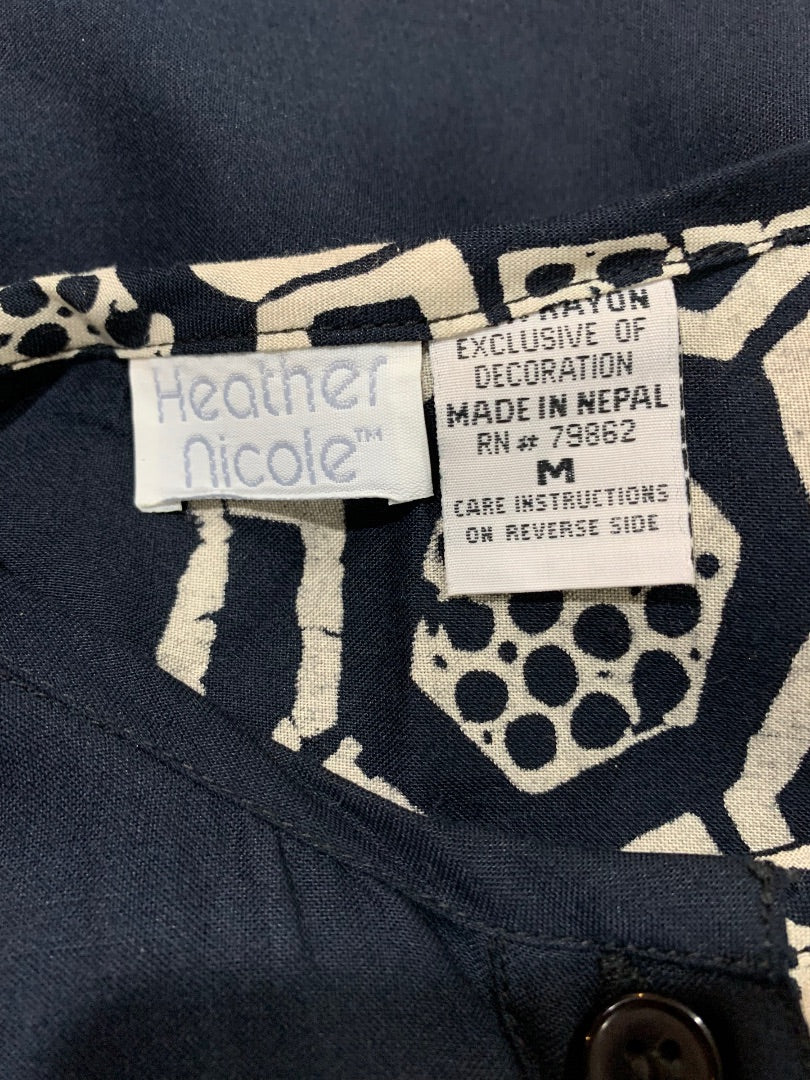 Heather
Nicole™
RAYON
EXCLUSIVE OF
DECORATION
MADE IN NEPAL
RN # 79862
M
CARE INSTRUCTIONS
ON REVERSE SIDE